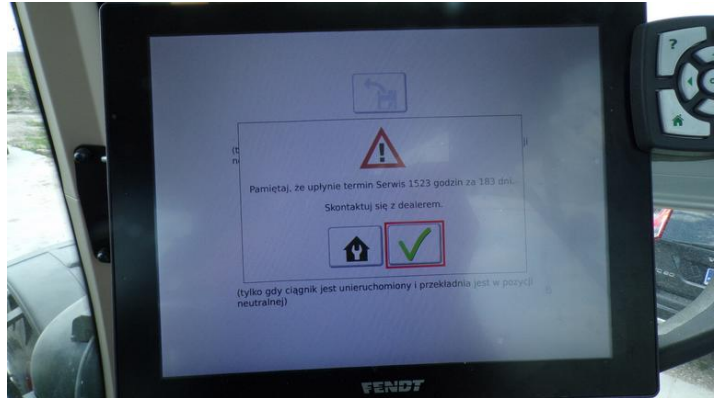 ?
Pamiętaj, że upłynie termin Serwis 1523 godzin za 183 dni.
Skontaktuj się z dealerem.
(tylko gdy ciągnik jest unieruchomiony i przekładnia jest w pozycji
neutralnej)
FENDT